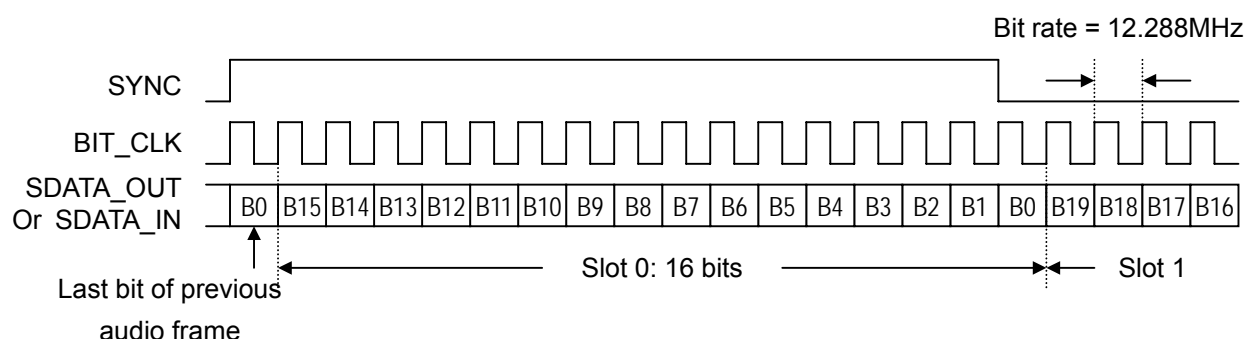 Bit rate = 12.288MHz
SYNC
BIT_CLK
SDATA_OUT
Or SDATA_IN
B0 B15 B14 B13 B12 B11 B10 B9 B8 B7 B6 B5 B4 B3 B2 B1 B0 B19 B18 B17 B16
Slot 0: 16 bits Slot 1
Last bit of previous
audio frame